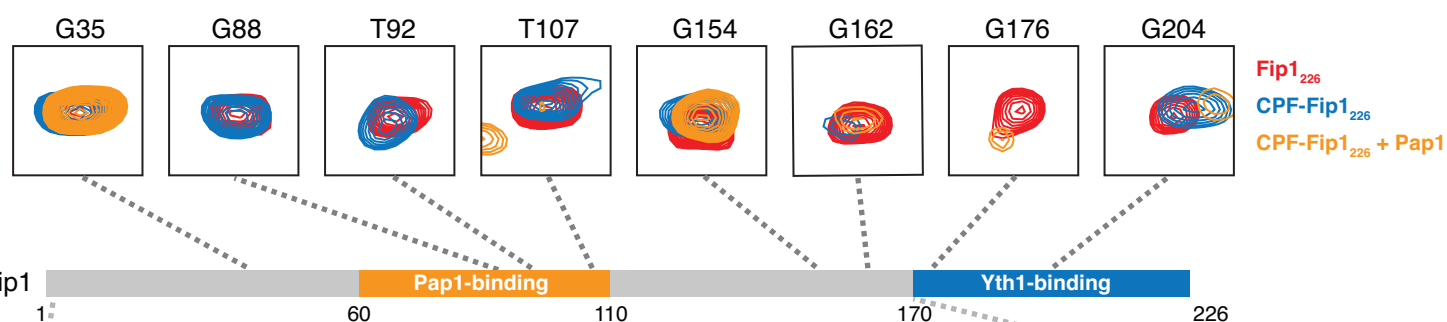 G35 G88 T92 T107 G154 G162 G176 G204
Fip1226
CPF-Fip1226
CPF-Fip1226 + Pap1
ip1 Pap1-binding Yth1-binding
1 60 110 170 226